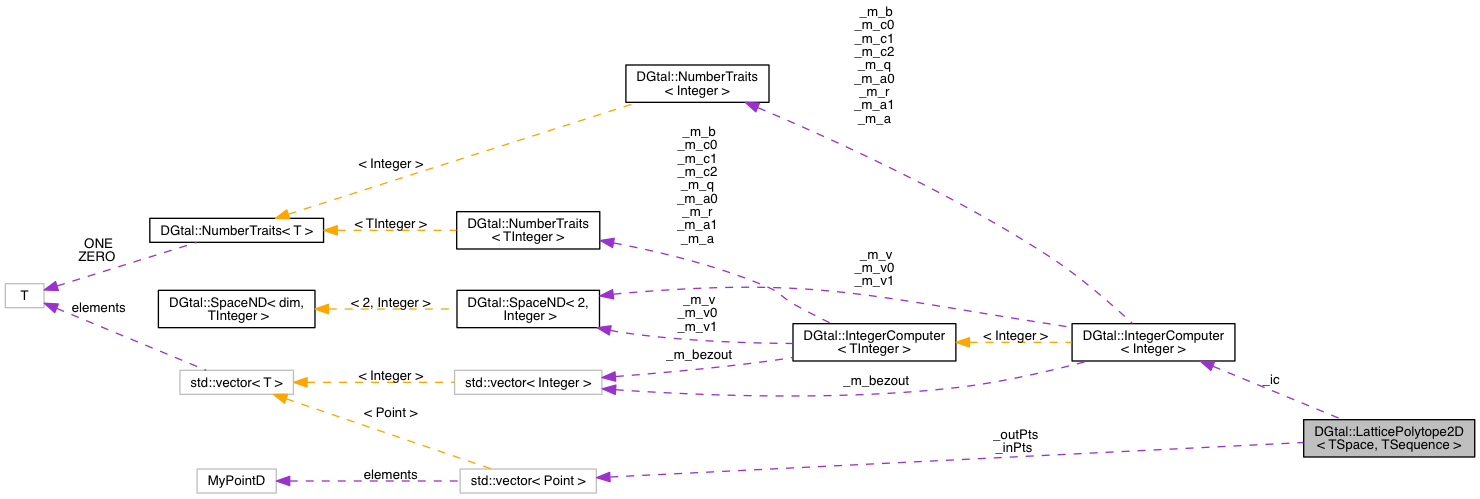 _m_b
_m_c0
_m_c1
_m_c2
_m_q
_m_a0
_m_r
_m_a1
_m_a
DGtal::NumberTraits
< Integer >
_m_b
_m_c0
_m_c1
_m_c2
_m_q
_m_a0
_m_r
_m_a1
_m_a
< Integer >
DGtal::NumberTraits< T >
< TInteger >
DGtal::NumberTraits
< TInteger >
ONE
ZERO
_m_v
_m_v0
_m_v1
T
elements
DGtal::SpaceND< dim,
TInteger >
< 2, Integer >
DGtal::SpaceND< 2,
Integer >
_m_v
_m_v0
_m_v1
DGtal::IntegerComputer
< TInteger >
< Integer >
DGtal::IntegerComputer
< Integer >
_m_bezout
std::vector< T >
< Integer >
std::vector< Integer >
_m_bezout
_ic
< Point >
_outPts
_inPts
DGtal::LatticePolytope2D
< TSpace, TSequence >
MyPointD
elements
std::vector< Point >